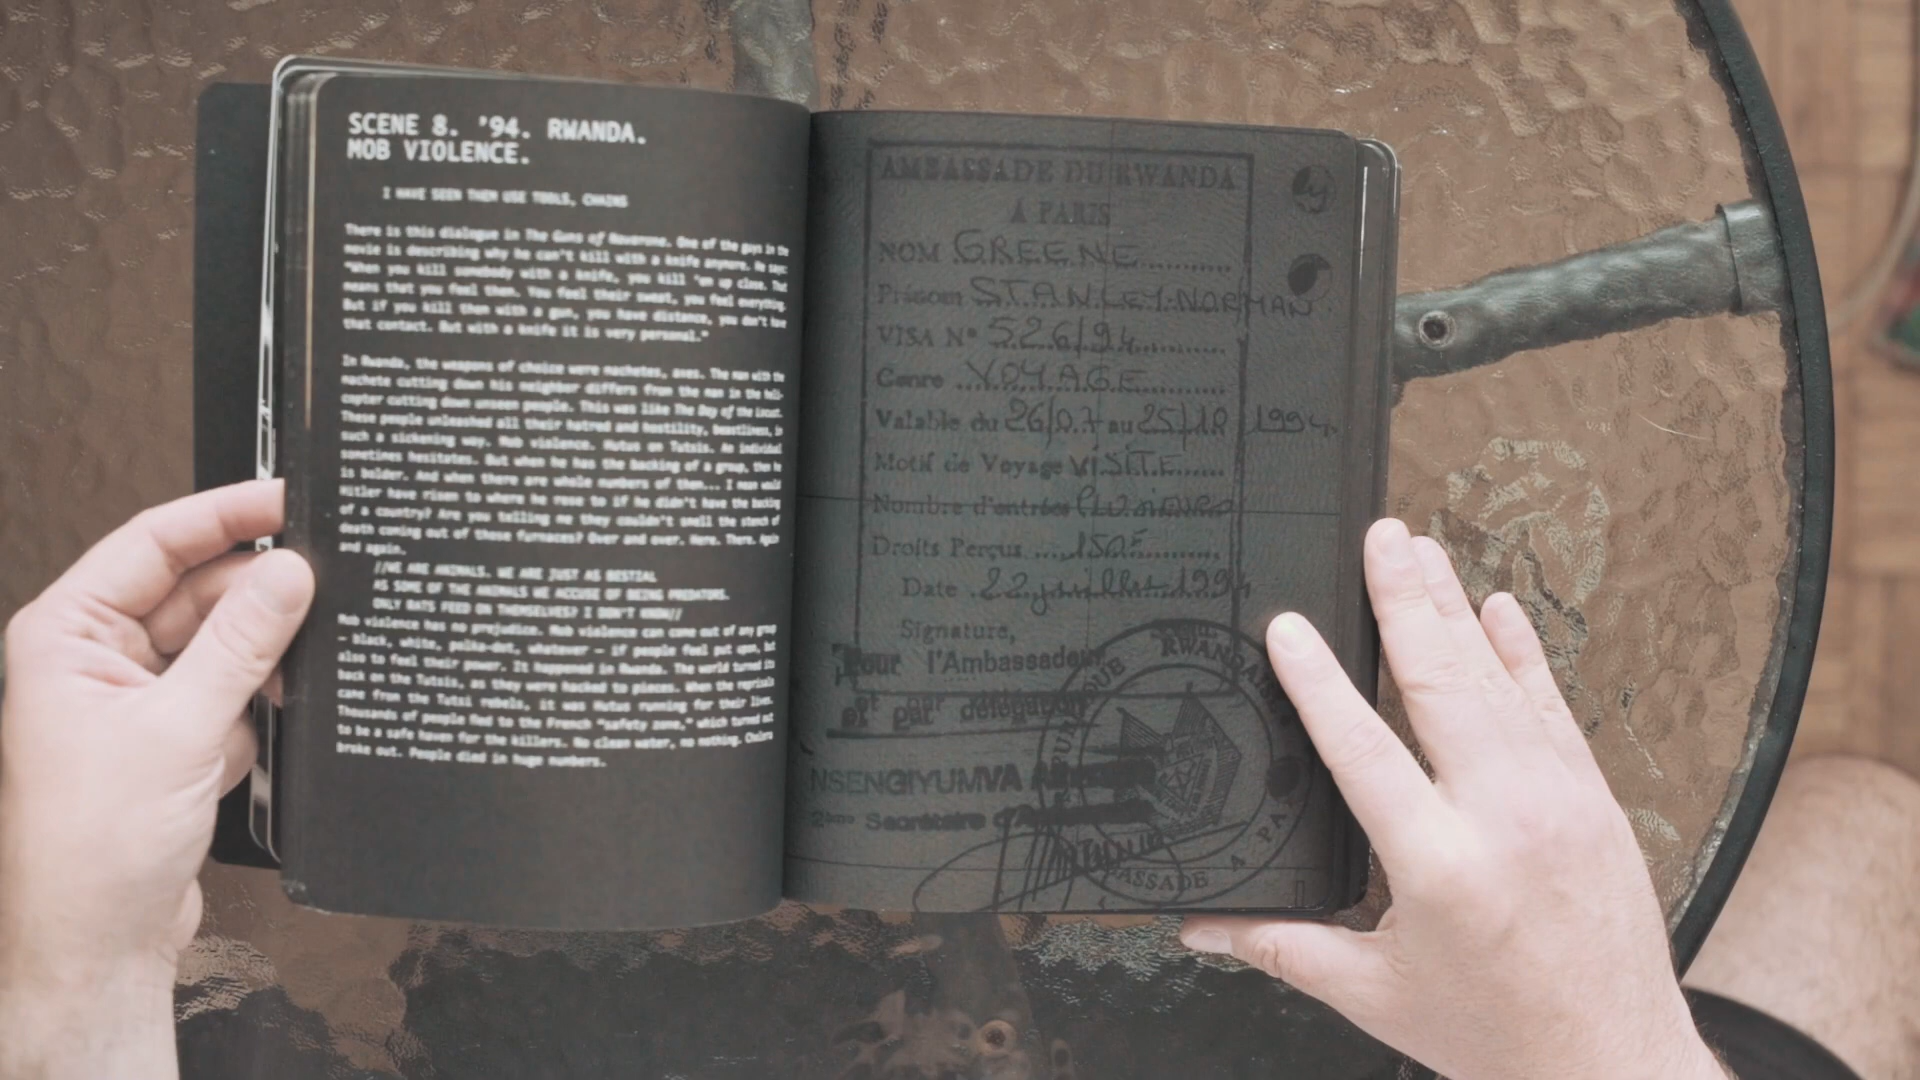 SCENE 8. '94. RWANDA.
MOB VIOLENCE.
I HAVE SEEN THEM USE TOOLS, CHAINS
There is this dialogue in The Guns of Navarone. One of the guys in the
movie is describing why he can't kill with a knife anymore. He says:
"When you kill somebody with a knife, you kill 'em up close. That
means that you feel them. You feel their sweat, you feel everything.
But if you kill them with a gun, you have distance, you don't have
that contact. But with a knife it is very personal."
In Rwanda, the weapons of choice were machetes, axes. The man with the
machete cutting down his neighbor differs from the man in the heli-
copter cutting down unseen people. This was like The Day of the Locust.
These people unleashed all their hatred and hostility, beastliness, in
such a sickening way. Mob violence. Hutus on Tutsis. An individual
sometimes hesitates. But when he has the backing of a group, then he
is bolder. And when there are whole numbers of them... I mean would
Hitler have risen to where he rose to if he didn't have the backing
of a country? Are you telling me they couldn't smell the stench of
death coming out of those furnaces? Over and over. Here. There. Again
and again.
//WE ARE ANIMALS. WE ARE JUST AS BESTIAL
AS SOME OF THE ANIMALS WE ACCUSE OF BEING PREDATORS.
ONLY RATS FEED ON THEMSELVES? I DON'T KNOW//
Mob violence has no prejudice. Mob violence can come out of any group
– black, white, polka-dot, whatever – if people feel put upon, but
also to feel their power. It happened in Rwanda. The world turned its
back on the Tutsis, as they were hacked to pieces. When the reprisals
came from the Tutsi rebels, it was Hutus running for their lives.
Thousands of people fled to the French "safety zone," which turned out
to be a safe haven for the killers. No clean water, no nothing. Cholera
broke out. People died in huge numbers.
AMBASSADE DU RWANDA
À PARIS
NOM GREENE
Prénom STANLEY-NORMAN
VISA N° 526/94
Genre VOYAGE
Valable du 26/07 au 25/10 1994
Motif de Voyage VISITE
Nombre d'entrées Plusieurs
Droits Perçus 150F
Date 22 juillet 1994
Signature,
Pour l'Ambassadeur
et par délégation
NSENGIYUMVA
2ème Secrétaire
RWANDAISE
AMBASSADE A PA